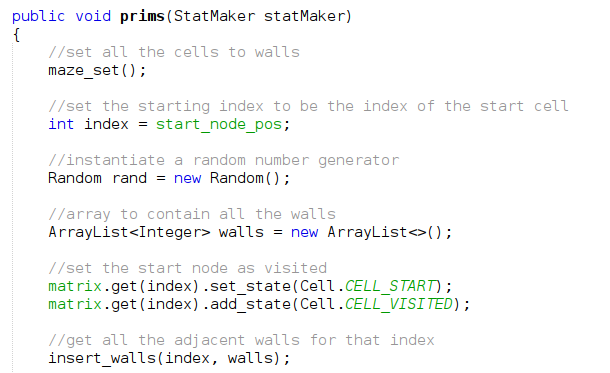 public void prims(StatMaker statMaker)
{
//set all the cells to walls
maze_set();
//set the starting index to be the index of the start cell
int index = start_node_pos;
//instantiate a random number generator
Random rand = new Random();
//array to contain all the walls
ArrayList<Integer> walls = new ArrayList<>();
//set the start node as visited
matrix.get(index).set_state(Cell.CELL_START);
matrix.get(index).add_state(Cell.CELL_VISITED);
//get all the adjacent walls for that index
insert_walls(index, walls);